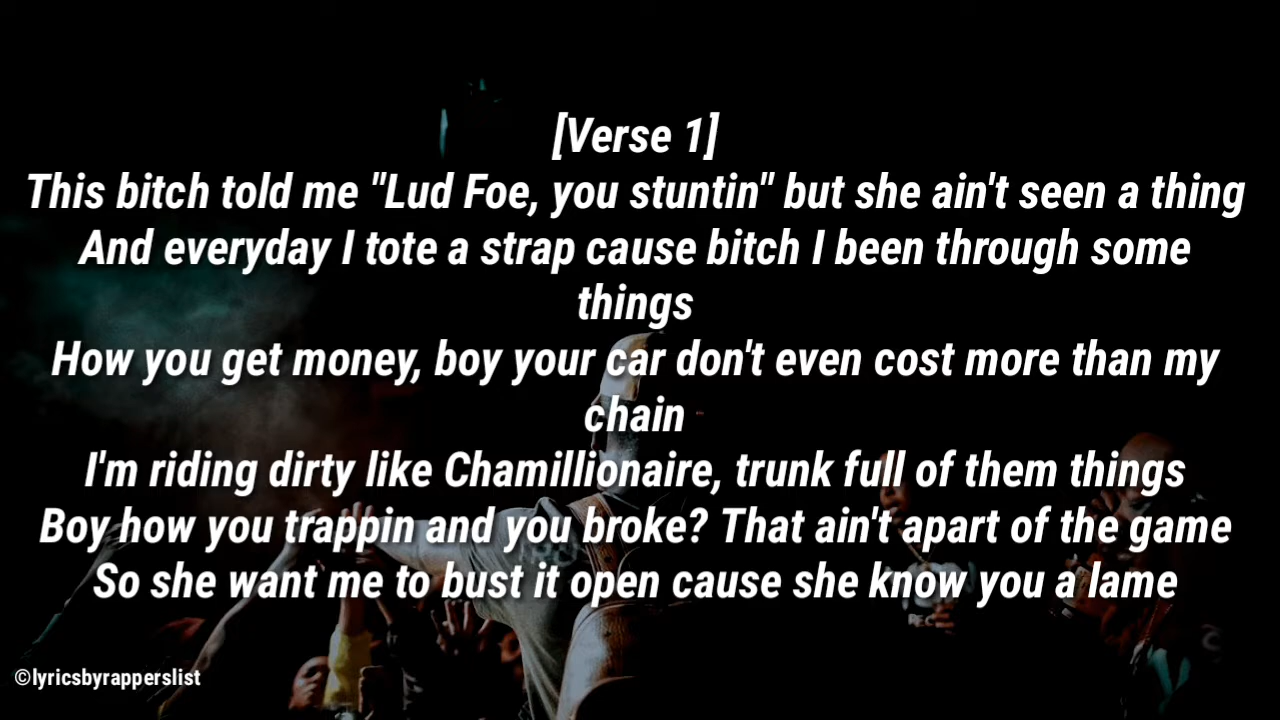 [Verse 1]
This bitch told me "Lud Foe, you stuntin" but she ain't seen a thing
And everyday I tote a strap cause bitch I been through some
things
How you get money, boy your car don't even cost more than my
chain
I'm riding dirty like Chamillionaire, trunk full of them things
Boy how you trappin and you broke? That ain't apart of the game
So she want me to bust it open cause she know you a lame
©lyricsbyrapperslist